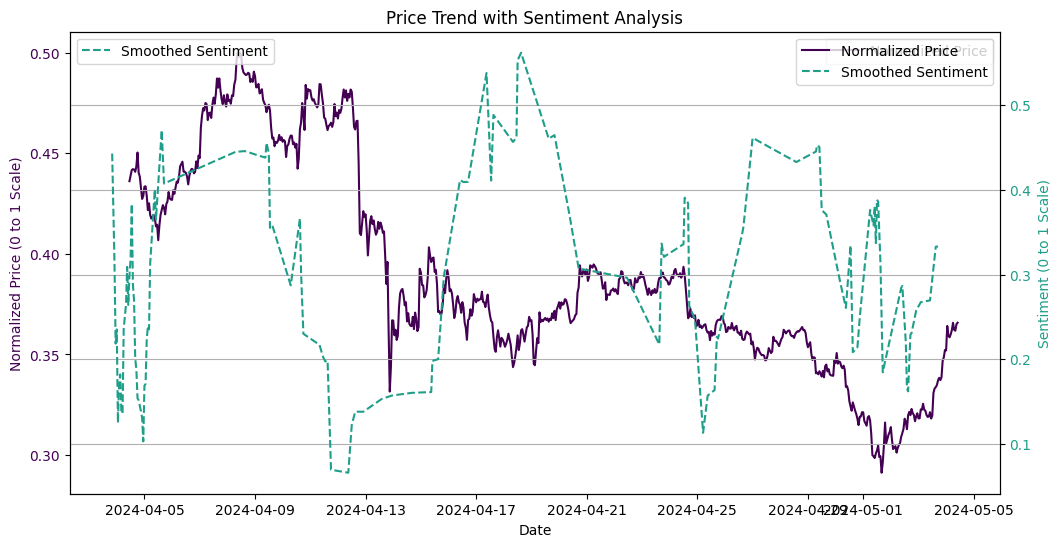 Price Trend with Sentiment Analysis
Smoothed Sentiment
Normalized Price
Smoothed Sentiment
Normalized Price (0 to 1 Scale)
0.50
0.45
0.40
0.35
0.30
0.5
0.4
0.3
0.2
0.1
Sentiment (0 to 1 Scale)
2024-04-05 2024-04-09 2024-04-13 2024-04-17 2024-04-21 2024-04-25 2024-04-29 2024-05-01 2024-05-05
Date